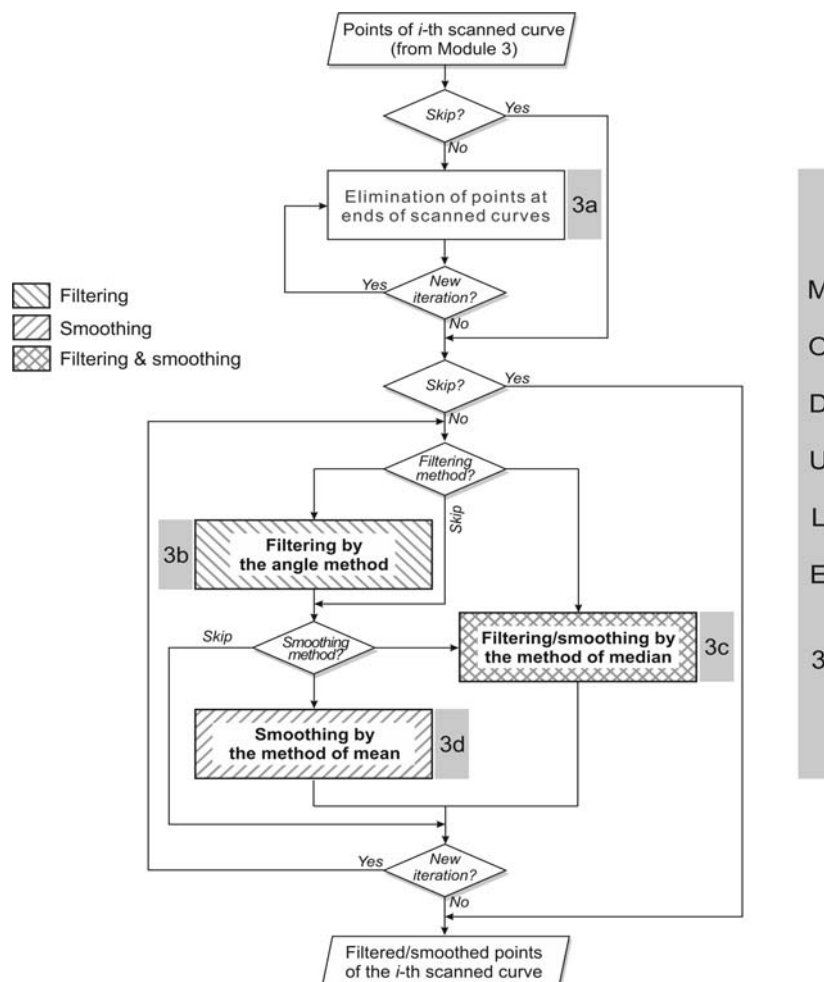 Points of i-th scanned curve
(from Module 3)
Skip?
Yes
No
Elimination of points at
ends of scanned curves
3a
Yes
New
iteration?
No
Filtering
Smoothing
Filtering & smoothing
Skip?
Yes
No
Filtering
method?
Skip
3b
Filtering by
the angle method
Skip
Smoothing
method?
Filtering/smoothing by
the method of median
3c
Smoothing by
the method of mean
3d
Yes
New
iteration?
No
Filtered/smoothed points
of the i-th scanned curve
M
O
D
U
L
E
3